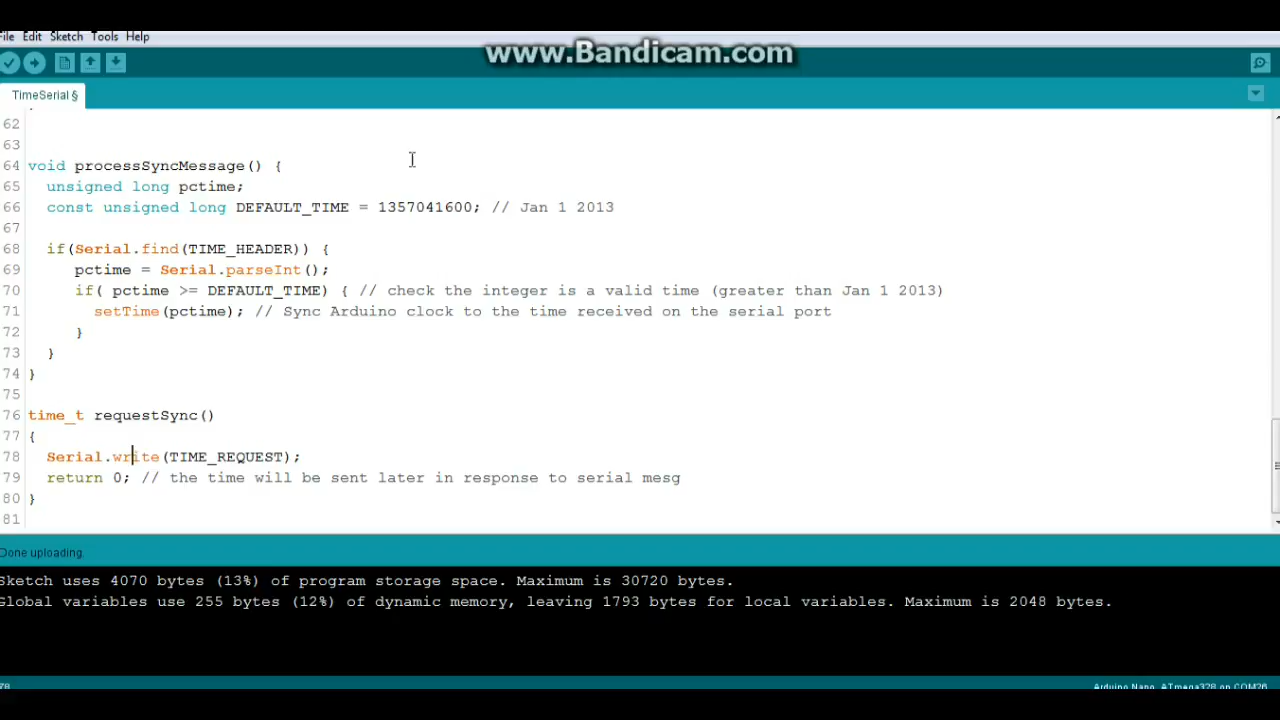 File Edit Sketch Tools Help
www.Bandicam.com
TimeSerial §
62
63
64 void processSyncMessage() {
65 unsigned long pctime;
66 const unsigned long DEFAULT_TIME = 1357041600; // Jan 1 2013
67
68 if(Serial.find(TIME_HEADER)) {
69 pctime = Serial.parseInt();
70 if( pctime >= DEFAULT_TIME) { // check the integer is a valid time (greater than Jan 1 2013)
71 setTime(pctime); // Sync Arduino clock to the time received on the serial port
72 }
73 }
74 }
75
76 time_t requestSync()
77 {
78 Serial.write(TIME_REQUEST);
79 return 0; // the time will be sent later in response to serial mesg
80 }
81
Done uploading.
Sketch uses 4070 bytes (13%) of program storage space. Maximum is 30720 bytes.
Global variables use 255 bytes (12%) of dynamic memory, leaving 1793 bytes for local variables. Maximum is 2048 bytes.
78 Arduino Nano, ATmega328 on COM26